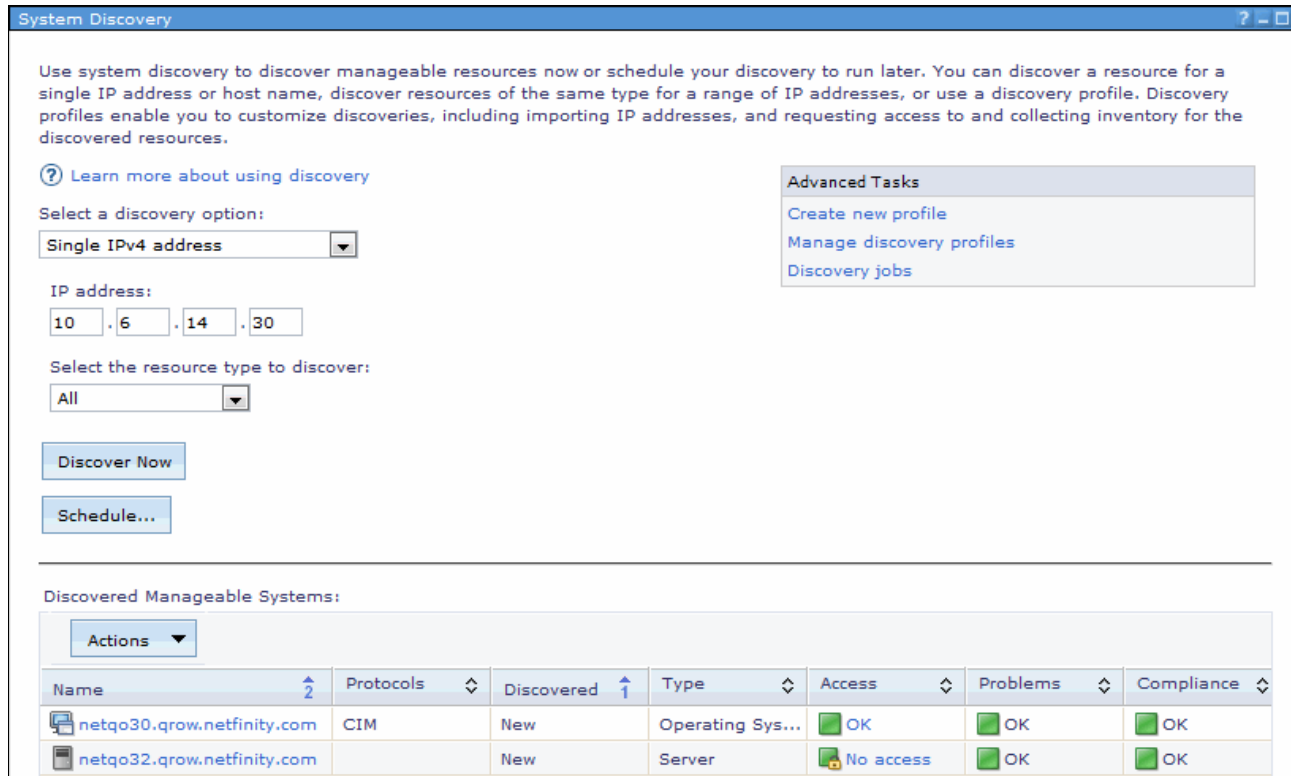 System Discovery ? – □
Use system discovery to discover manageable resources now or schedule your discovery to run later. You can discover a resource for a
single IP address or host name, discover resources of the same type for a range of IP addresses, or use a discovery profile. Discovery
profiles enable you to customize discoveries, including importing IP addresses, and requesting access to and collecting inventory for the
discovered resources.
? Learn more about using discovery
Select a discovery option:
Single IPv4 address
IP address:
10 . 6 . 14 . 30
Select the resource type to discover:
All
Discover Now
Schedule...
Advanced Tasks
Create new profile
Manage discovery profiles
Discovery jobs
Discovered Manageable Systems:
Actions
Name 2 Protocols Discovered 1 Type Access Problems Compliance
netqo30.qrow.netfinity.com CIM New Operating Sys... OK OK OK
netqo32.qrow.netfinity.com New Server No access OK OK